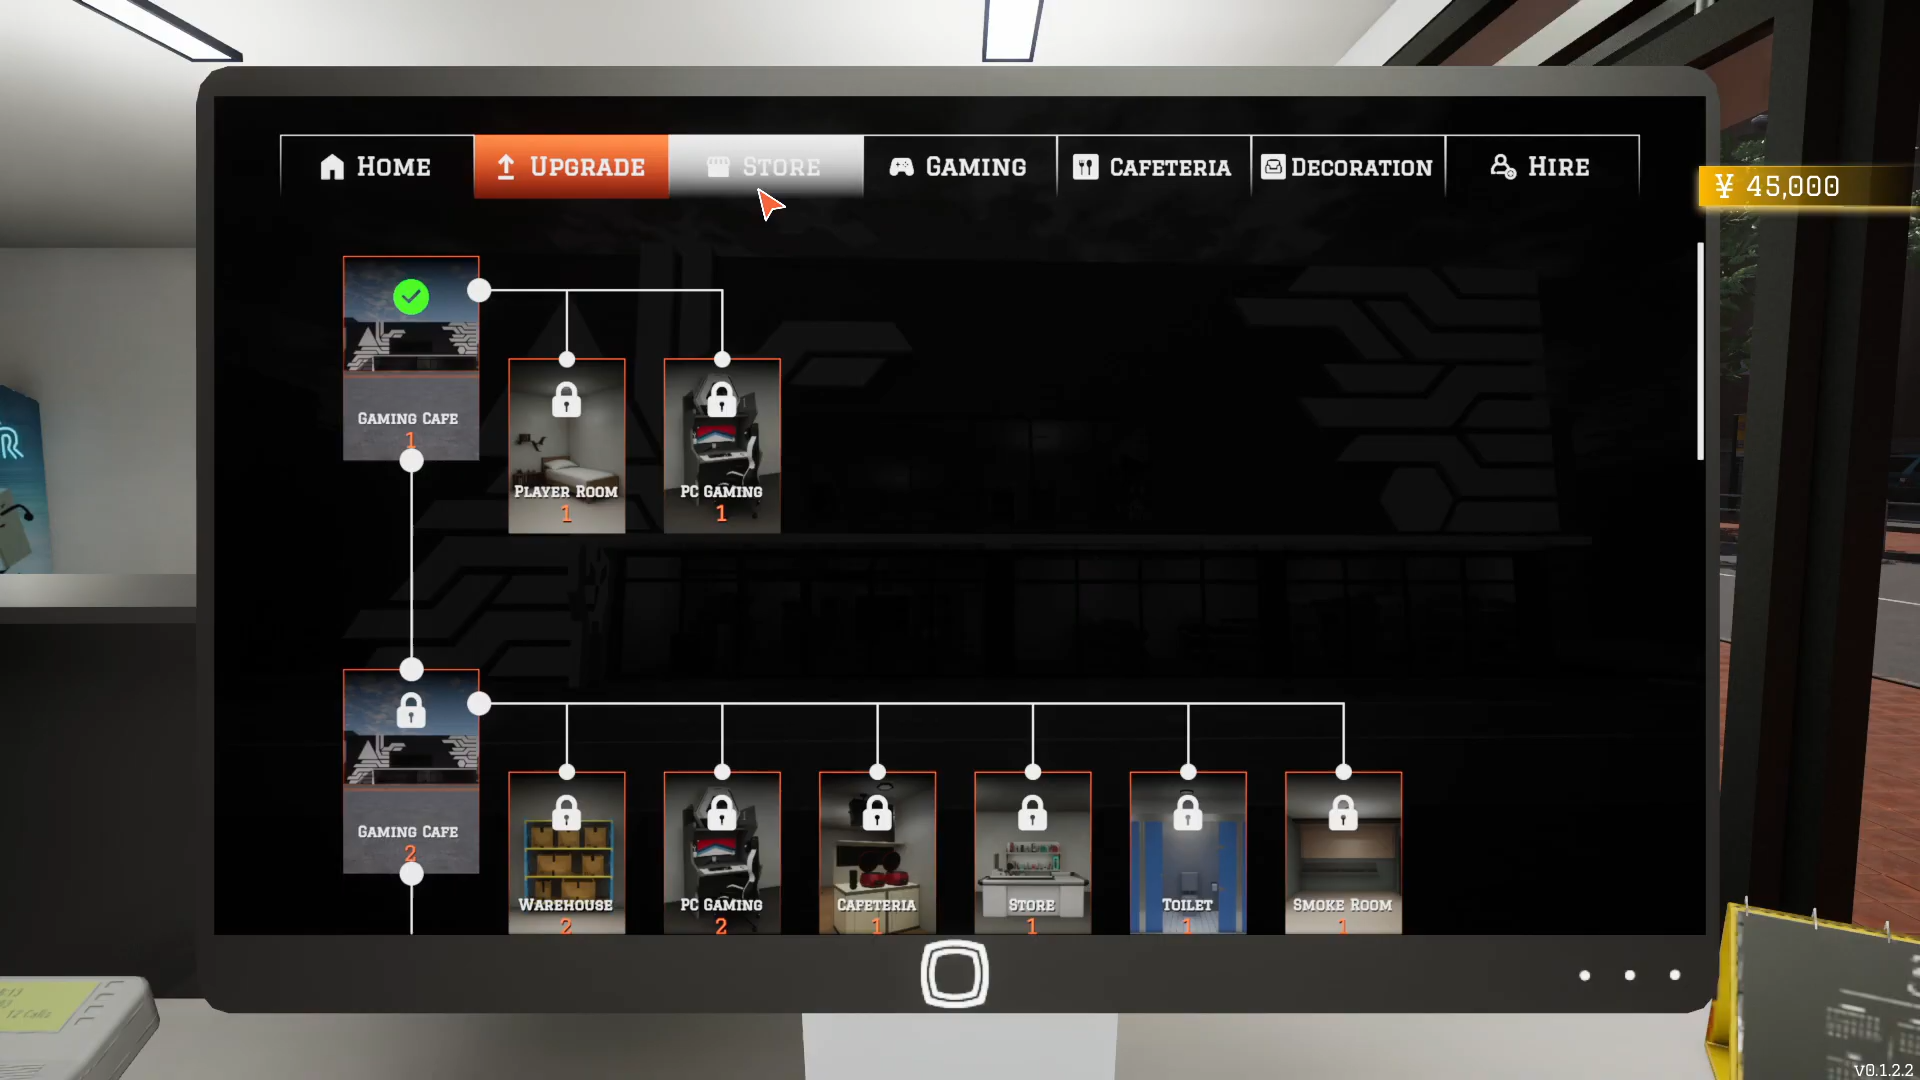 HOME
UPGRADE
STORE
GAMING
CAFETERIA
DECORATION
HIRE
¥ 45,000
GAMING CAFE
1
PLAYER ROOM
1
PC GAMING
1
GAMING CAFE
2
WAREHOUSE
2
PC GAMING
2
CAFETERIA
1
STORE
1
TOILET
1
SMOKE ROOM
1
12 Calls
V0.1.2.2